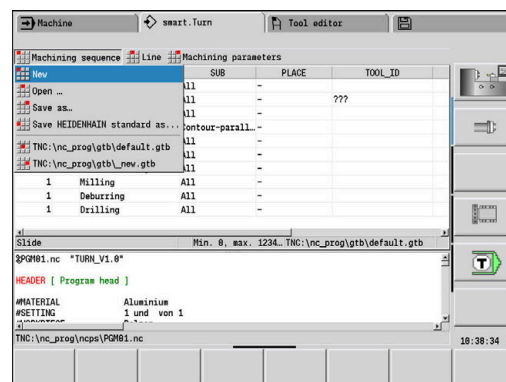 Machine
smart.Turn
Tool editor
Machining sequence Line Machining parameters
New
Open …
Save as…
Save HEIDENHAIN standard as...
TNC:\nc_prog\gtb\default.gtb
TNC:\nc_prog\gtb\_new.gtb
SUB PLACE TOOL_ID
All –
All – ???
All –
Contour-parall… –
All –
All –
All –
1 Milling All –
1 Deburring All –
1 Drilling All –
Slide Min. 0, max. 1234… TNC:\nc_prog\gtb\default.gtb
%PGM01.nc "TURN_V1.0"
HEADER [ Program head ]
#MATERIAL Aluminium
#SETTING 1 und von 1
TNC:\nc_prog\ncps\PGM01.nc
T
10:38:34